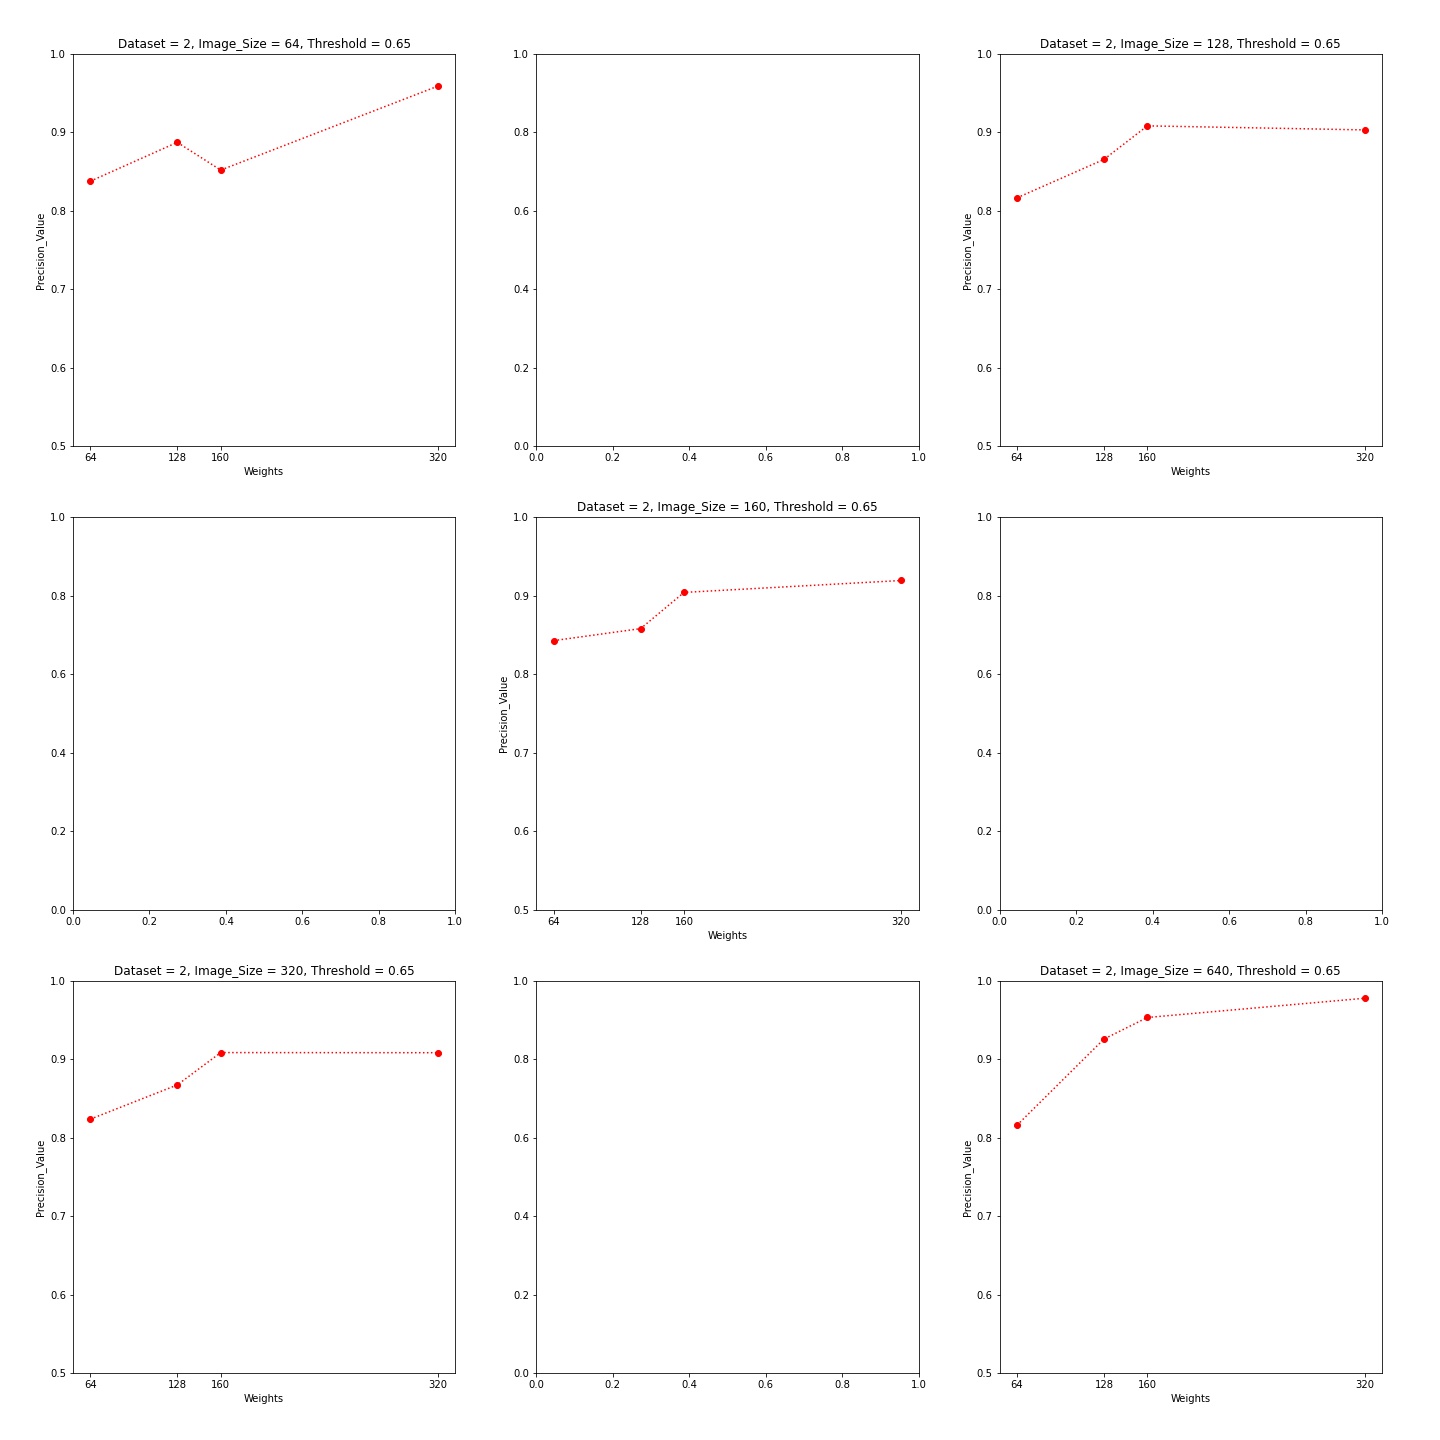 Dataset = 2, Image_Size = 64, Threshold = 0.65
1.0
0.9
0.8
0.7
0.6
0.5
Precision_Value
64 128 160 320
Weights
1.0
0.8
0.6
0.4
0.2
0.0
0.0 0.2 0.4 0.6 0.8 1.0
Dataset = 2, Image_Size = 128, Threshold = 0.65
1.0
0.9
0.8
0.7
0.6
0.5
Precision_Value
64 128 160 320
Weights
1.0
0.8
0.6
0.4
0.2
0.0
0.0 0.2 0.4 0.6 0.8 1.0
Dataset = 2, Image_Size = 160, Threshold = 0.65
1.0
0.9
0.8
0.7
0.6
0.5
Precision_Value
64 128 160 320
Weights
1.0
0.8
0.6
0.4
0.2
0.0
0.0 0.2 0.4 0.6 0.8 1.0
Dataset = 2, Image_Size = 320, Threshold = 0.65
1.0
0.9
0.8
0.7
0.6
0.5
Precision_Value
64 128 160 320
Weights
1.0
0.8
0.6
0.4
0.2
0.0
0.0 0.2 0.4 0.6 0.8 1.0
Dataset = 2, Image_Size = 640, Threshold = 0.65
1.0
0.9
0.8
0.7
0.6
0.5
Precision_Value
64 128 160 320
Weights